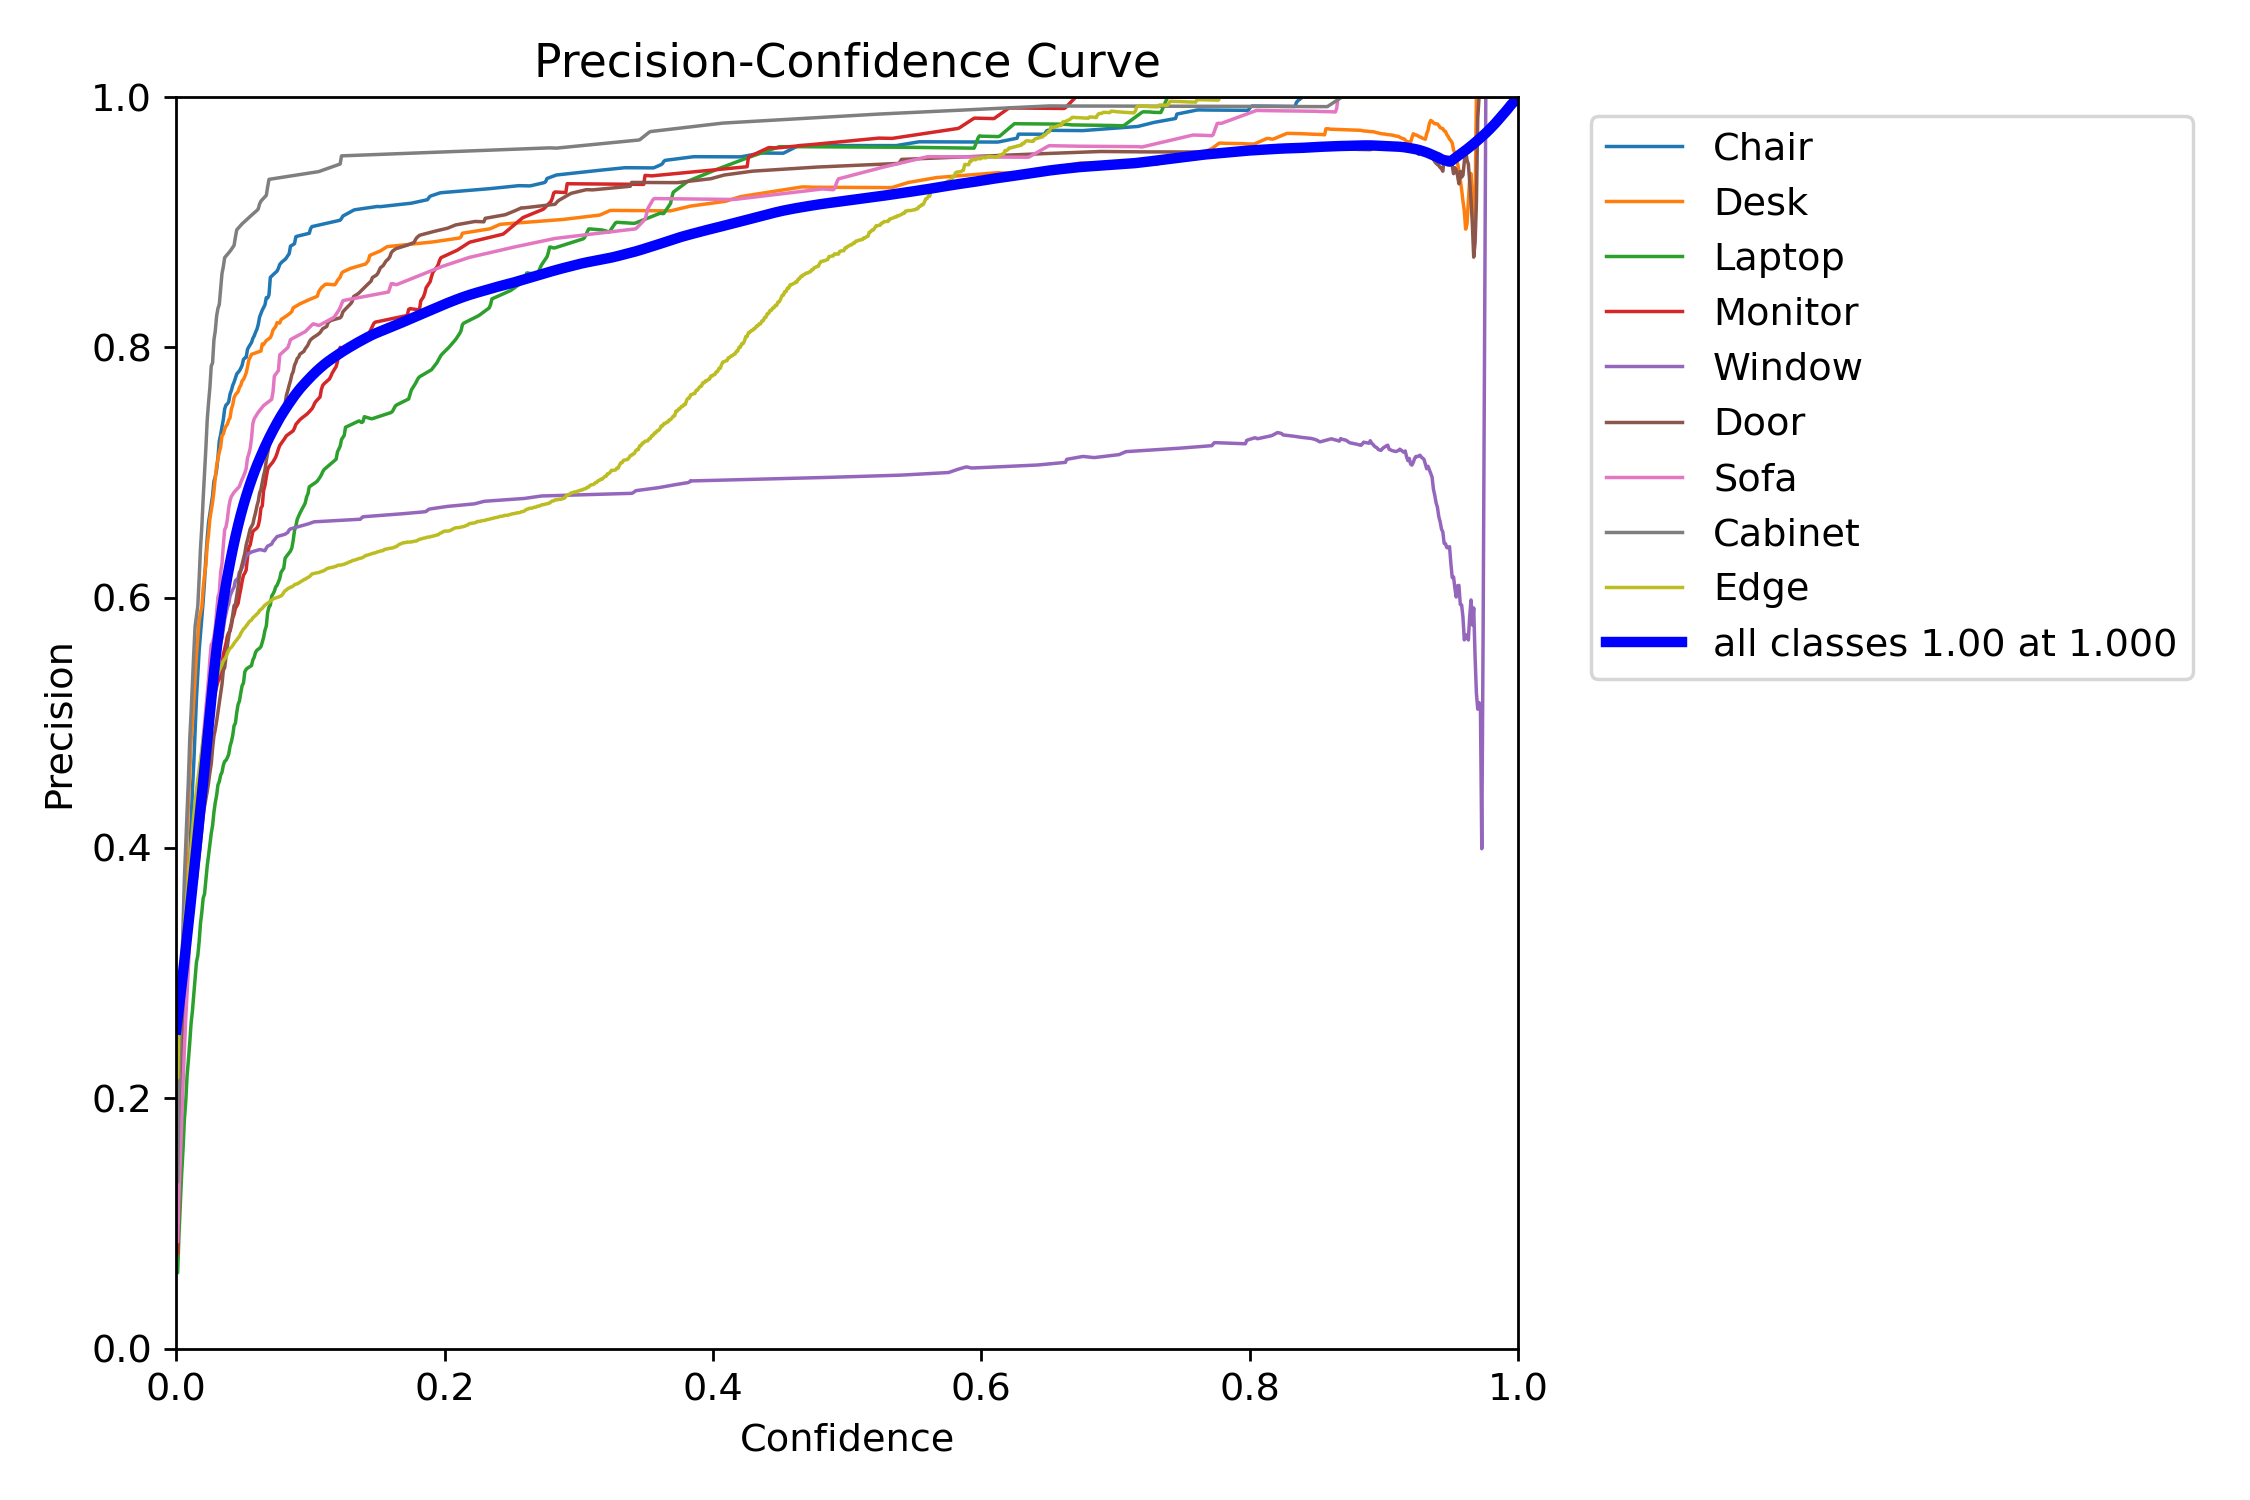 Precision-Confidence Curve
1.0
0.8
0.6
0.4
0.2
0.0
Precision
0.0 0.2 0.4 0.6 0.8 1.0
Confidence
Chair
Desk
Laptop
Monitor
Window
Door
Sofa
Cabinet
Edge
all classes 1.00 at 1.000